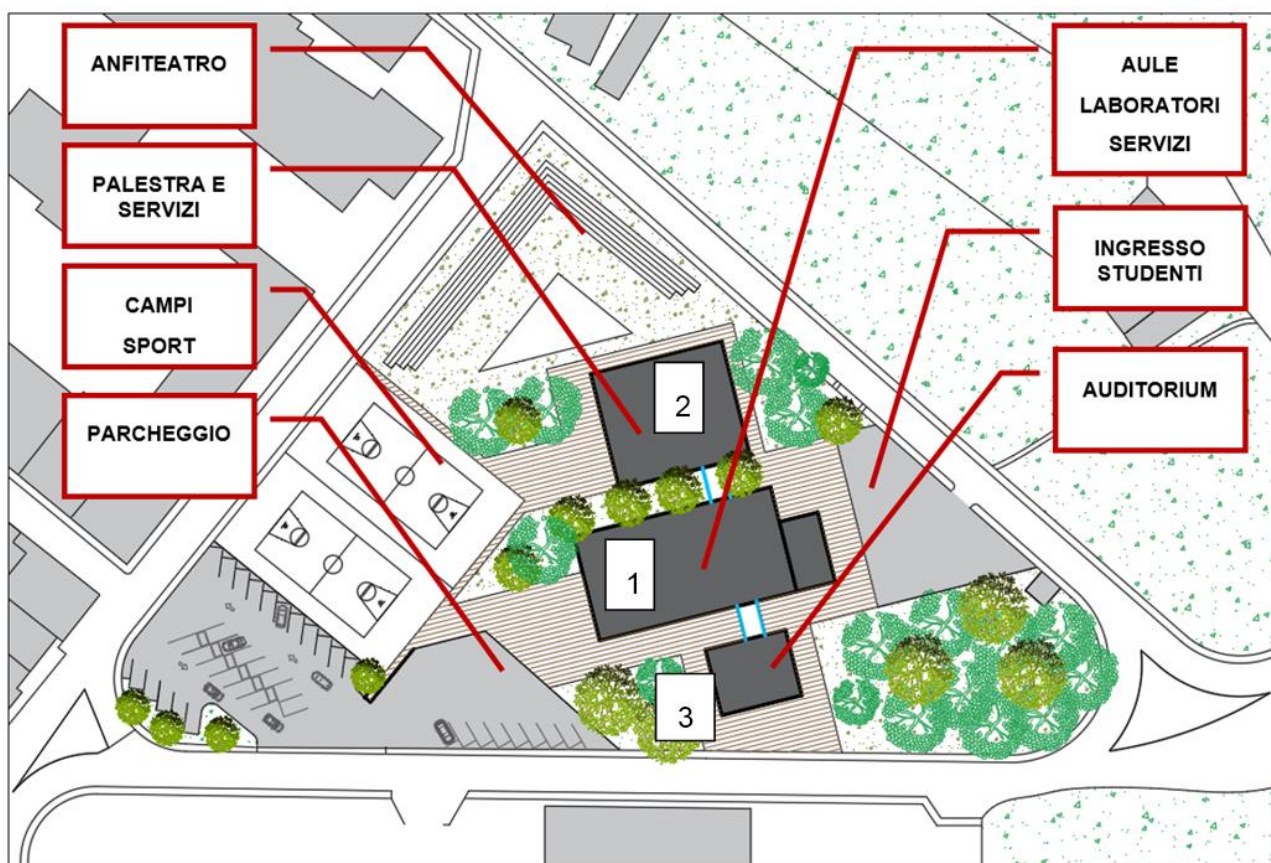 ANFITEATRO
PALESTRA E
SERVIZI
CAMPI
SPORT
PARCHEGGIO
AULE
LABORATORI
SERVIZI
INGRESSO
STUDENTI
AUDITORIUM
2
1
3